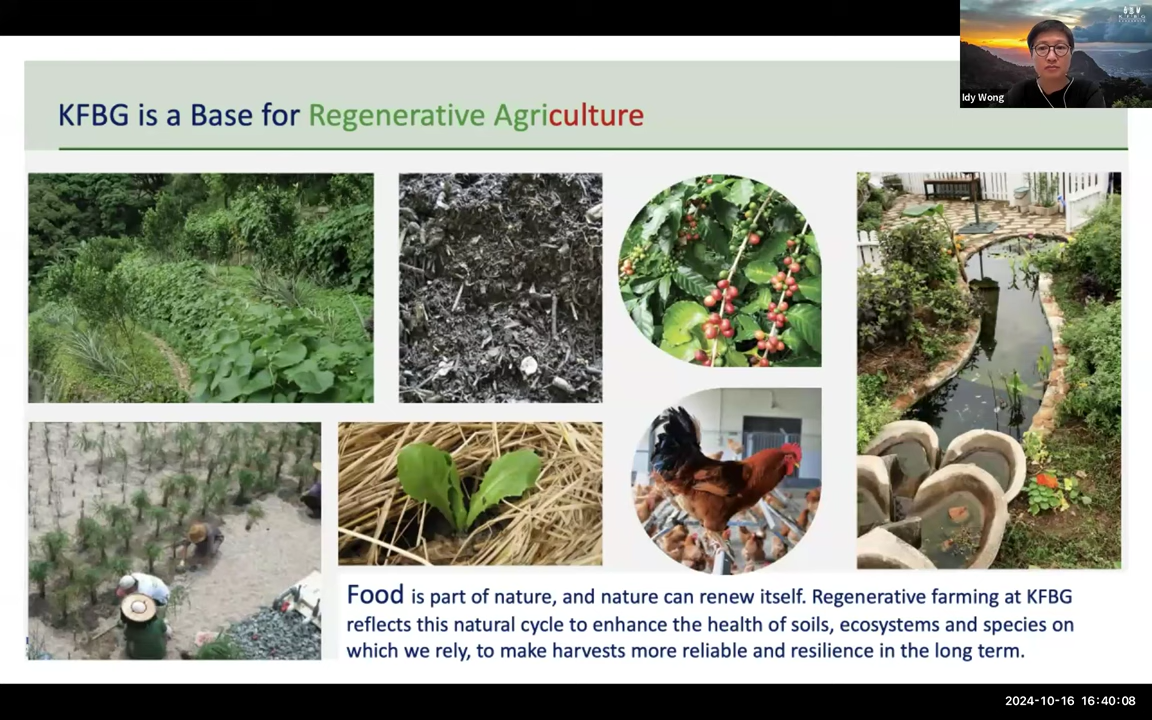 KFBG is a Base for Regenerative Agriculture
Idy Wong
Food is part of nature, and nature can renew itself. Regenerative farming at KFBG
reflects this natural cycle to enhance the health of soils, ecosystems and species on
which we rely, to make harvests more reliable and resilience in the long term.
2024-10-16 16:40:08